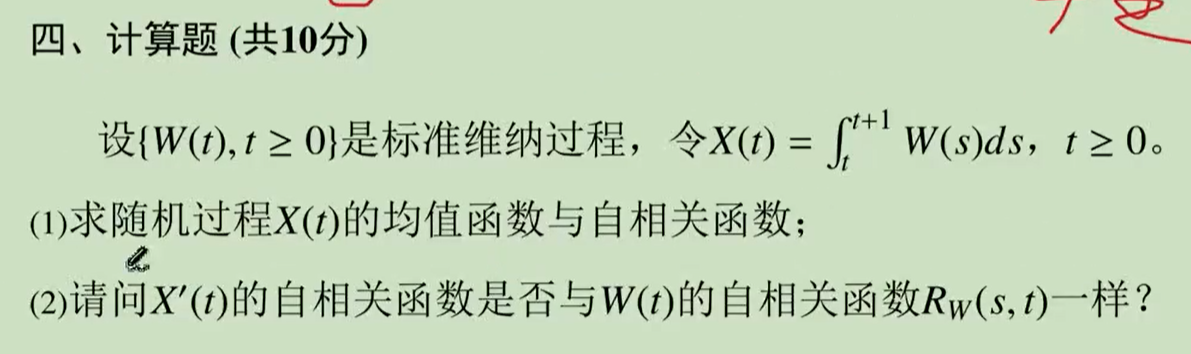 四、计算题 (共10分)
设{W(t), t ≥ 0}是标准维纳过程，令X(t) = ∫_t^{t+1} W(s)ds，t ≥ 0。
(1)求随机过程X(t)的均值函数与自相关函数；
(2)请问X′(t)的自相关函数是否与W(t)的自相关函数R_W(s, t)一样？